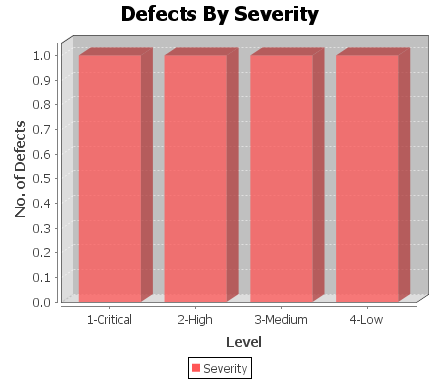 Defects By Severity
1.0
0.9
0.8
0.7
0.6
0.5
0.4
0.3
0.2
0.1
0.0
No. of Defects
1-Critical 2-High 3-Medium 4-Low
Level
Severity